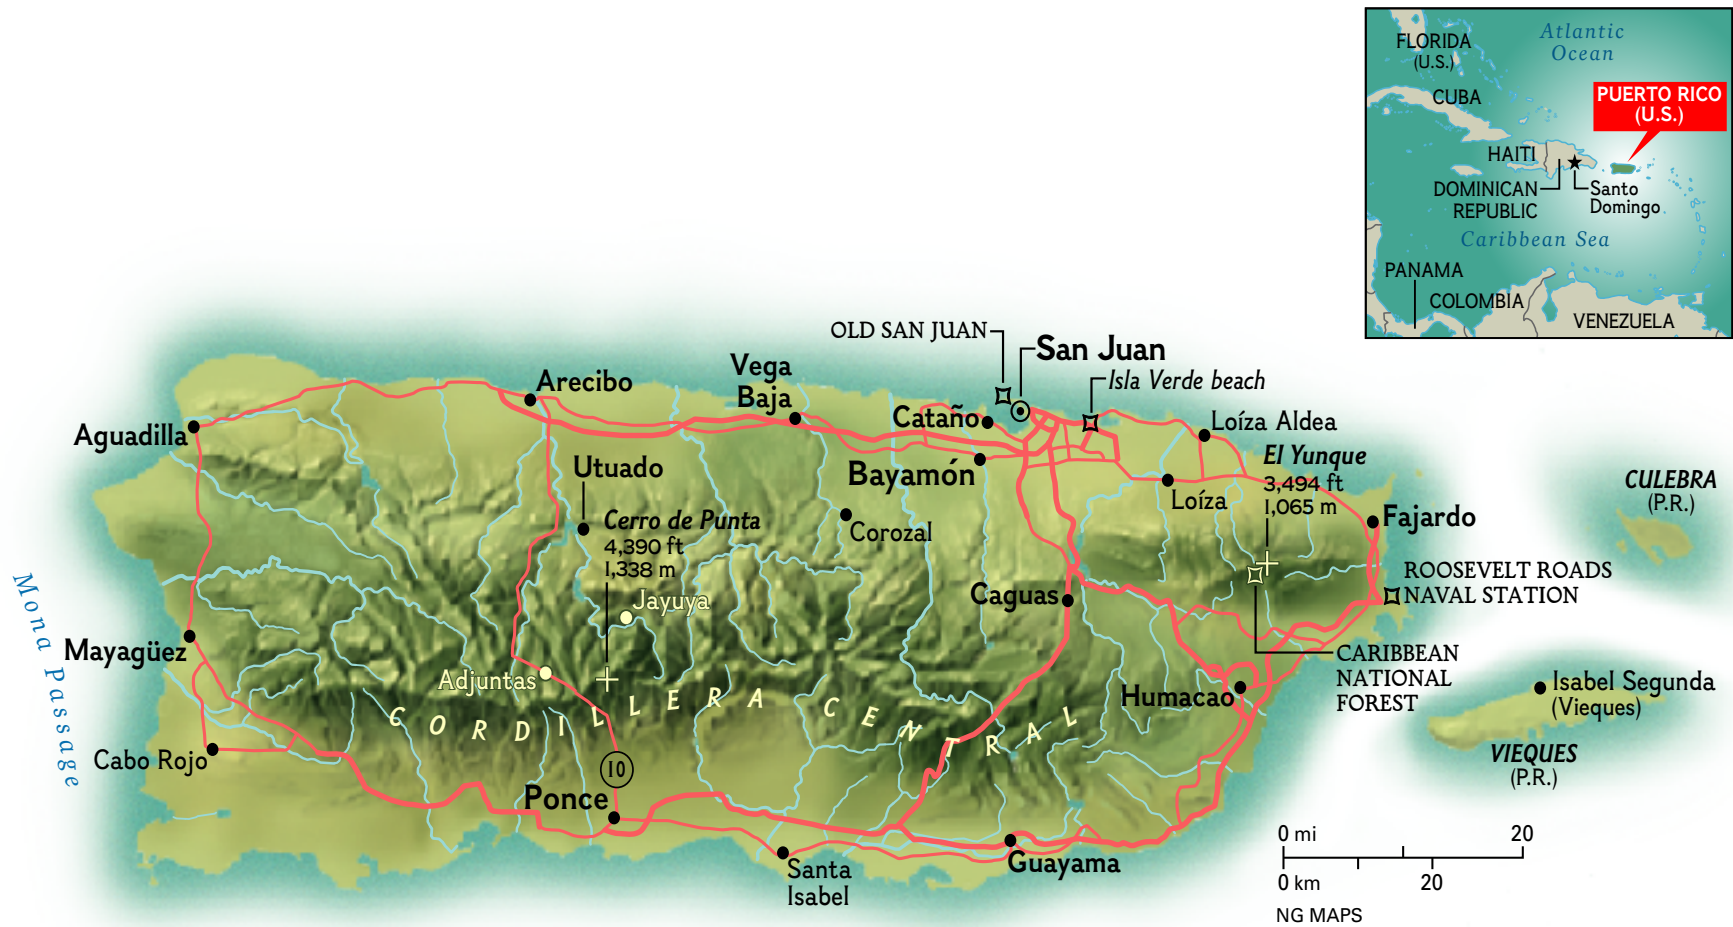 FLORIDA
(U.S.)
Atlantic
Ocean
CUBA
PUERTO RICO
(U.S.)
HAITI
DOMINICAN
REPUBLIC
Santo
Domingo
Caribbean Sea
PANAMA
COLOMBIA
VENEZUELA
OLD SAN JUAN
San Juan
Isla Verde beach
Vega
Baja
Arecibo
Aguadilla
Cataño
Loíza Aldea
Bayamón
El Yunque
3,494 ft
1,065 m
Utuado
Loíza
CULEBRA
(P.R.)
Cerro de Punta
4,390 ft
1,338 m
Corozal
Fajardo
Jayuya
Caguas
ROOSEVELT ROADS
NAVAL STATION
Mona Passage
Mayagüez
Adjuntas
CARIBBEAN
NATIONAL
FOREST
Humacao
Isabel Segunda
(Vieques)
CORDILLERA CENTRAL
VIEQUES
(P.R.)
Cabo Rojo
10
Ponce
Santa
Isabel
Guayama
0 mi 20
0 km 20
NG MAPS